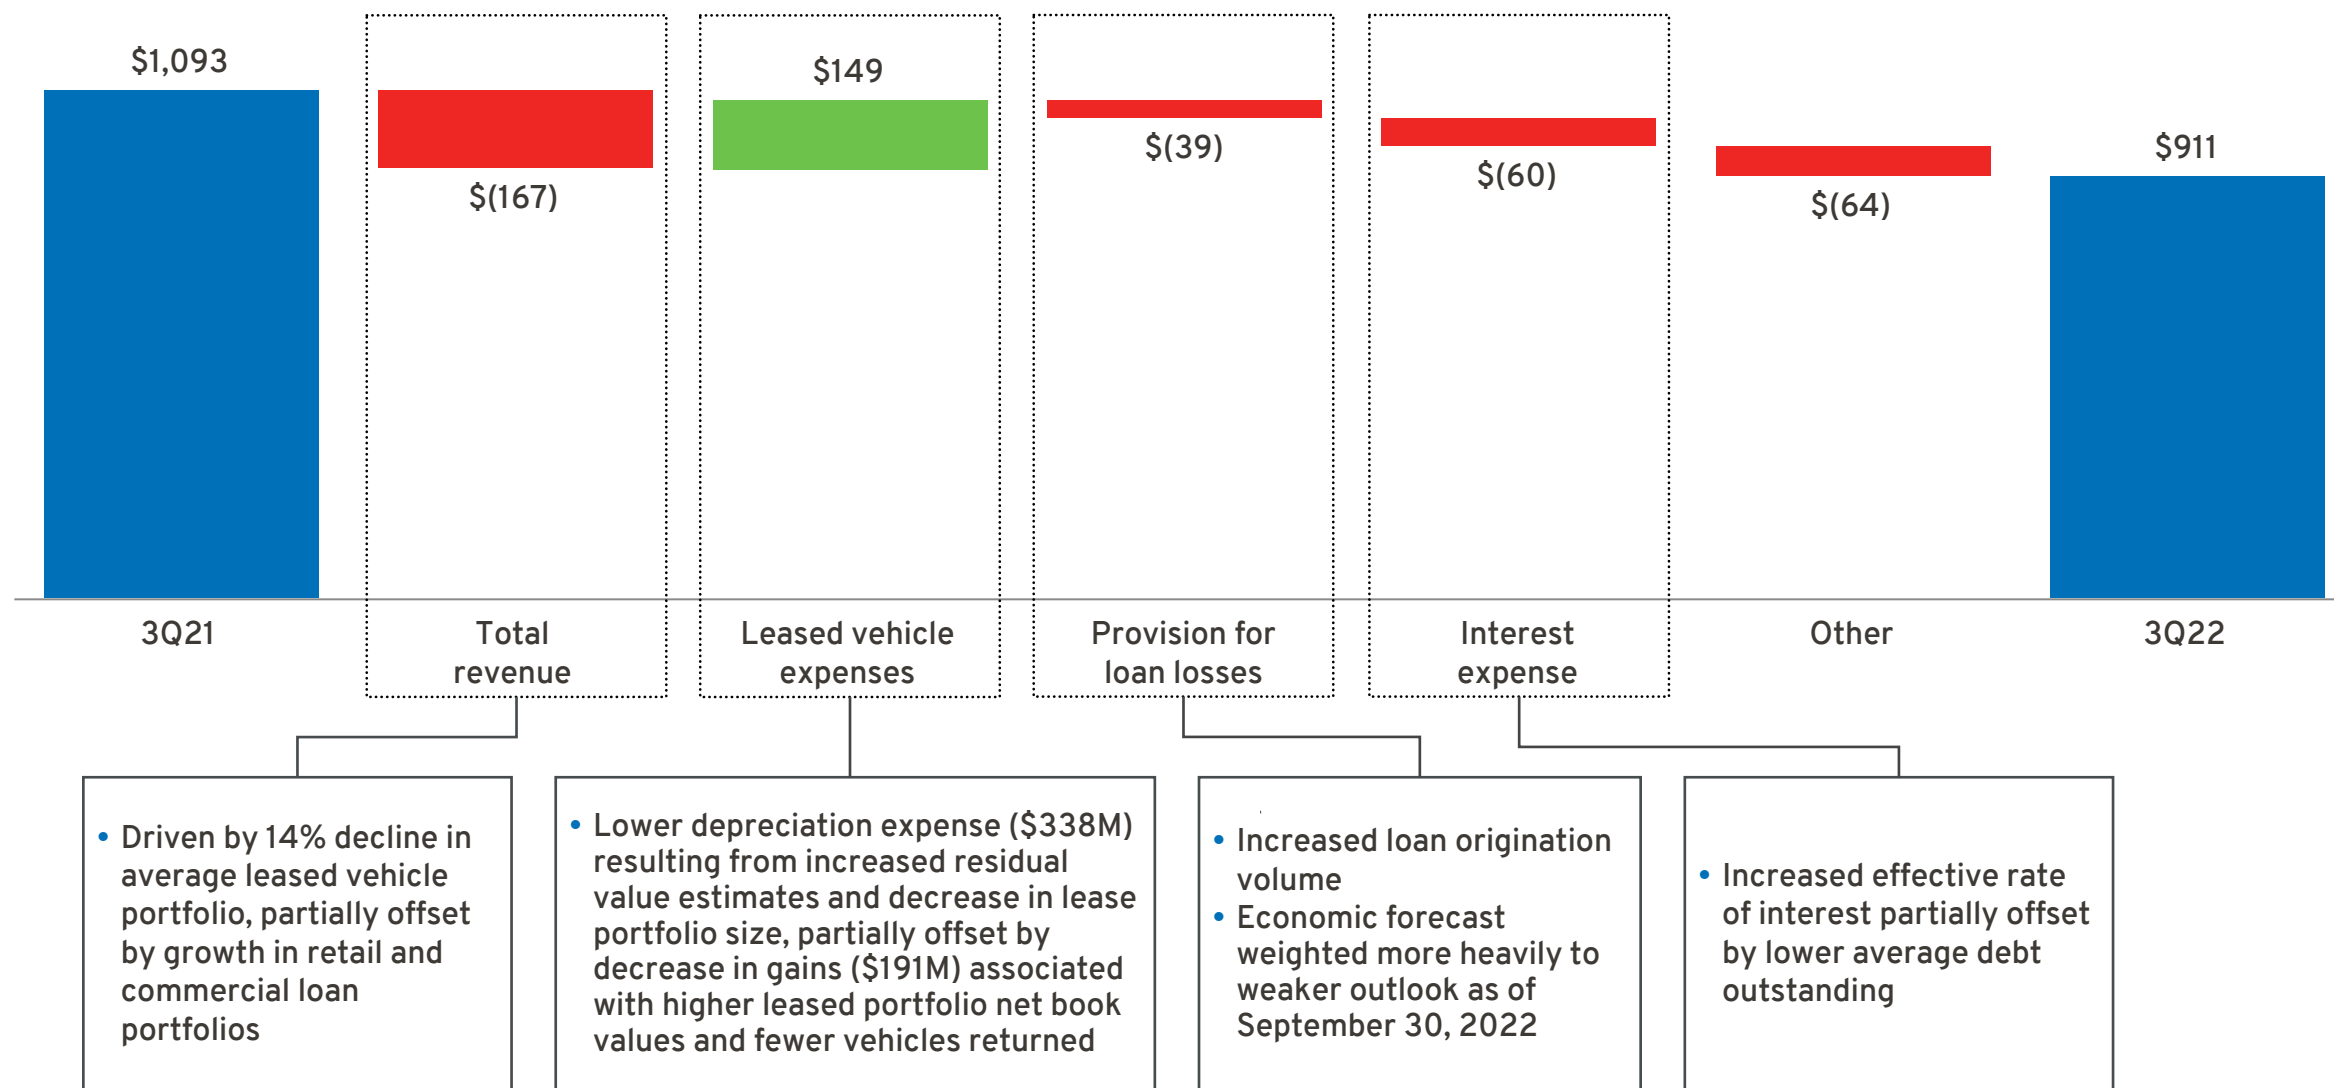 $1,093
$(167)
$149
$(39)
$(60)
$(64)
$911
3Q21
Total
revenue
Leased vehicle
expenses
Provision for
loan losses
Interest
expense
Other
3Q22
• Driven by 14% decline in
average leased vehicle
portfolio, partially offset
by growth in retail and
commercial loan
portfolios
• Lower depreciation expense ($338M)
resulting from increased residual
value estimates and decrease in lease
portfolio size, partially offset by
decrease in gains ($191M) associated
with higher leased portfolio net book
values and fewer vehicles returned
• Increased loan origination
volume
• Economic forecast
weighted more heavily to
weaker outlook as of
September 30, 2022
• Increased effective rate
of interest partially offset
by lower average debt
outstanding